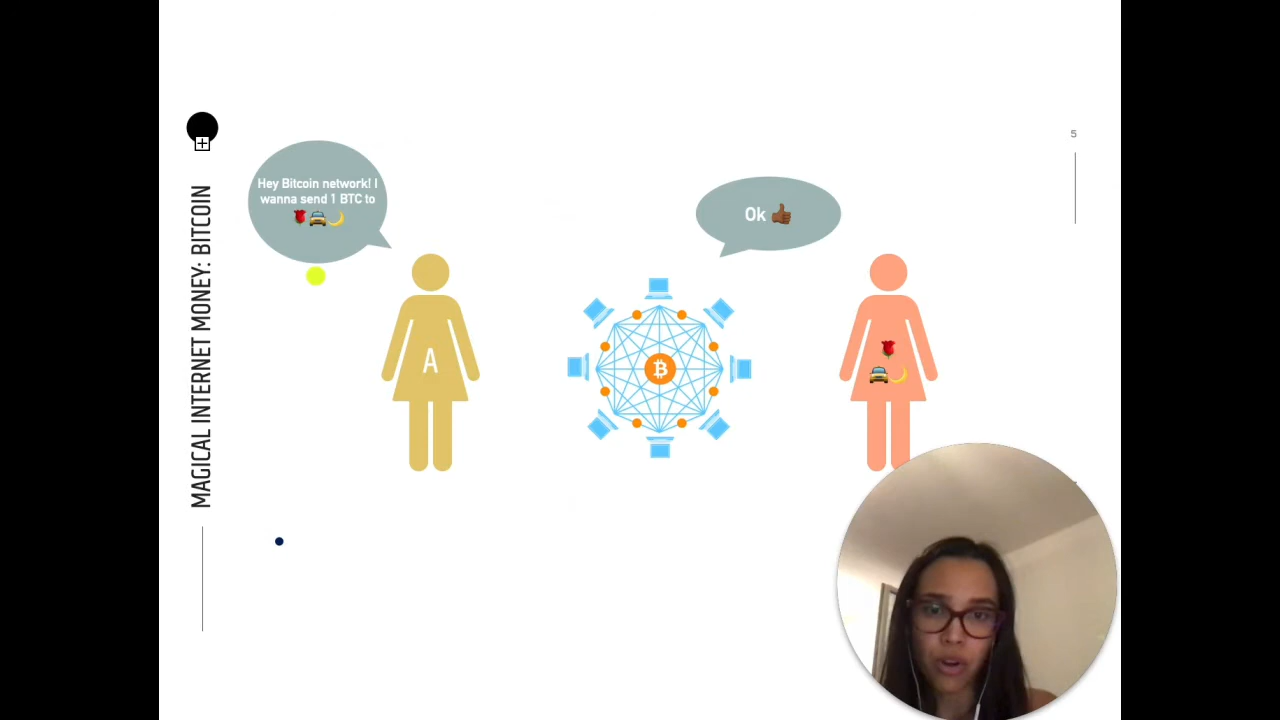 MAGICAL INTERNET MONEY: BITCOIN
5
Hey Bitcoin network! I
wanna send 1 BTC to
🌹🚖🌙
Ok 👍🏾
A
₿
🌹
🚖🌙